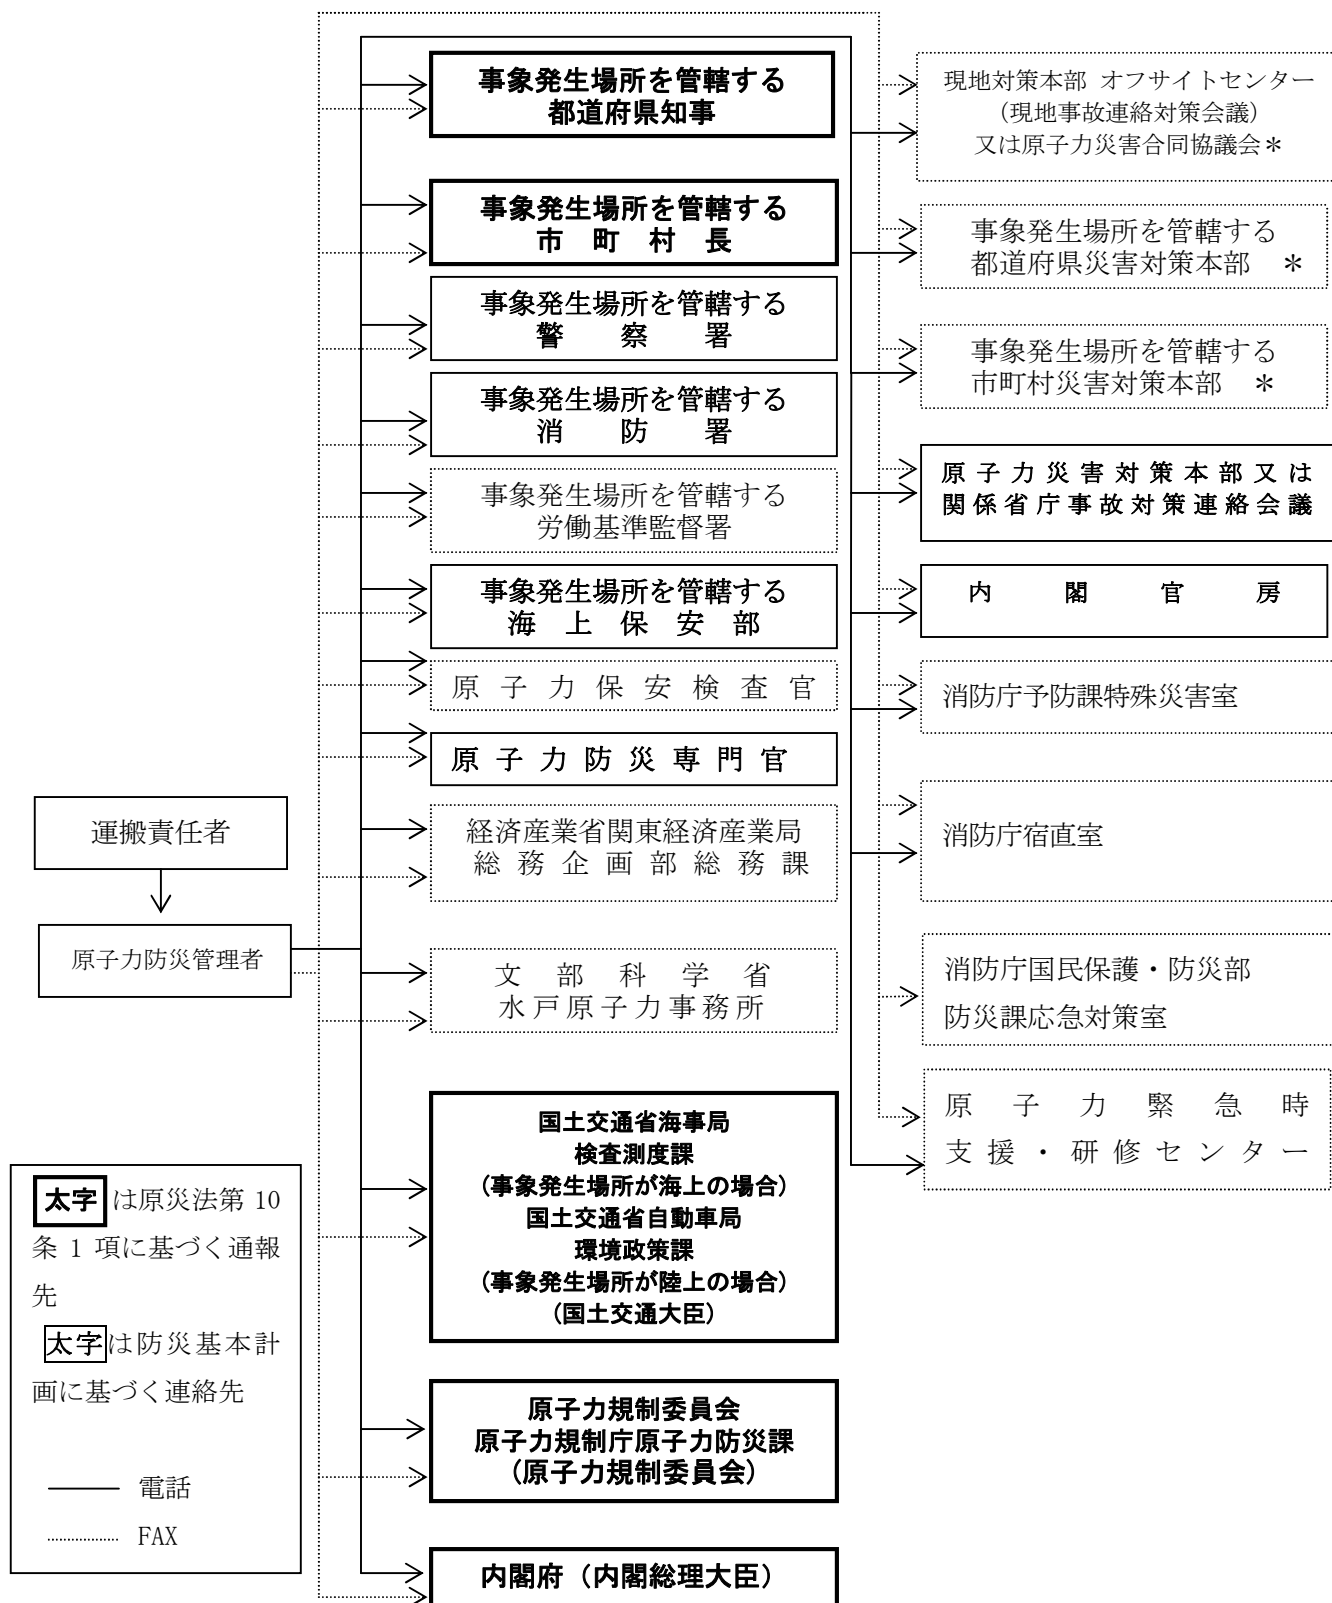 事象発生場所を管轄する
都道府県知事
事象発生場所を管轄する
市　町　村　長
事象発生場所を管轄する
警　察　署
事象発生場所を管轄する
消　防　署
事象発生場所を管轄する
労働基準監督署
事象発生場所を管轄する
海　上　保　安　部
原子力保安検査官
原子力防災専門官
経済産業省関東経済産業局
総務企画部総務課
文部科学省
水戸原子力事務所
国土交通省海事局
検査測度課
(事象発生場所が海上の場合)
国土交通省自動車局
環境政策課
(事象発生場所が陸上の場合)
(国土交通大臣)
原子力規制委員会
原子力規制庁原子力防災課
(原子力規制委員会)
内閣府（内閣総理大臣）
現地対策本部 オフサイトセンター
（現地事故連絡対策会議）
又は原子力災害合同協議会＊
事象発生場所を管轄する
都道府県災害対策本部　＊
事象発生場所を管轄する
市町村災害対策本部　＊
原子力災害対策本部又は
関係省庁事故対策連絡会議
内　閣　官　房
消防庁予防課特殊災害室
消防庁宿直室
消防庁国民保護・防災部
防災課応急対策室
原子力緊急時
支援・研修センター
運搬責任者
原子力防災管理者
太字 は原災法第 10
条 1 項に基づく通報
先
太字は防災基本計
画に基づく連絡先
電話
FAX